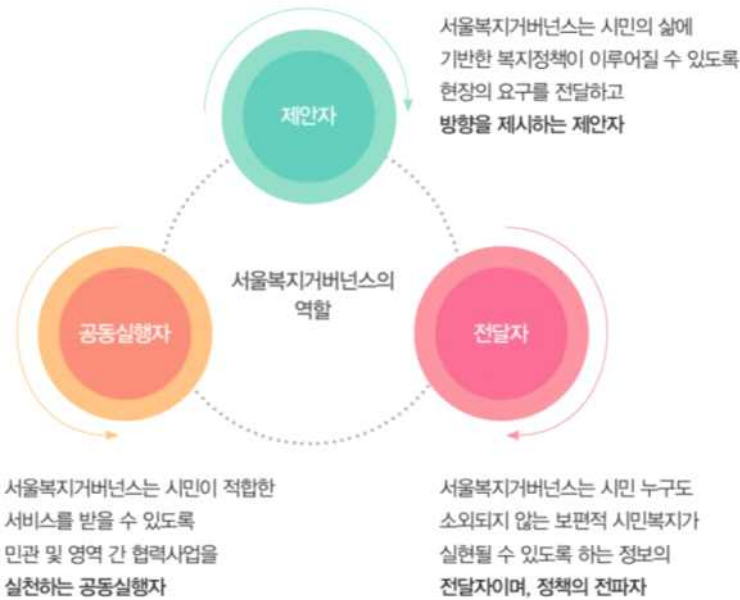 서울복지거버넌스는 시민의 삶에
기반한 복지정책이 이루어질 수 있도록
현장의 요구를 전달하고
방향을 제시하는 제안자
제안자
서울복지거버넌스의
역할
공동실행자
전달자
서울복지거버넌스는 시민이 적합한
서비스를 받을 수 있도록
민관 및 영역 간 협력사업을
실천하는 공동실행자
서울복지거버넌스는 시민 누구도
소외되지 않는 보편적 시민복지가
실현될 수 있도록 하는 정보의
전달자이며, 정책의 전파자